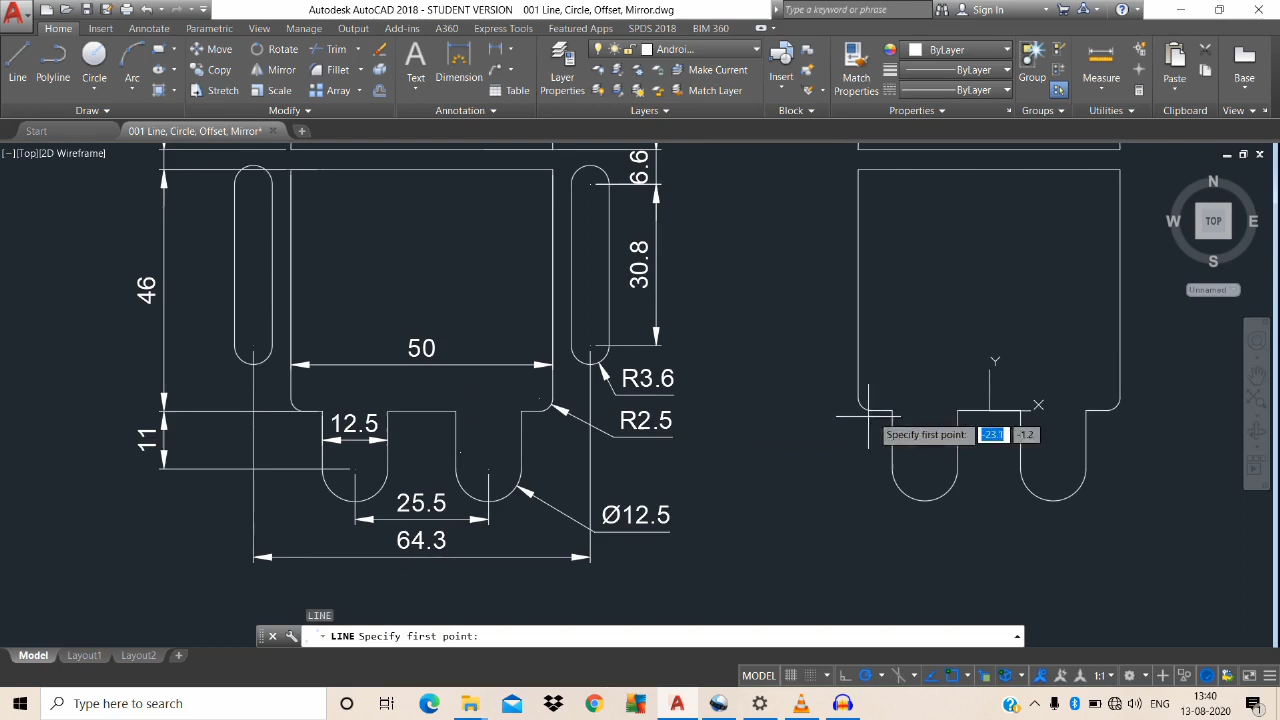 Autodesk AutoCAD 2018 - STUDENT VERSION 001 Line, Circle, Offset, Mirror.dwg
Type a keyword or phrase
Sign In
Home Insert Annotate Parametric View Manage Output Add-ins A360 Express Tools Featured Apps SPDS 2018 BIM 360
Line Polyline Circle Arc
Move Rotate Trim
Copy Mirror Fillet
Stretch Scale Array
Text Dimension Table
Layer Properties
Androi...
Make Current
Match Layer
Insert
Match Properties
ByLayer
ByLayer
ByLayer
Group
Measure
Paste
Base
Draw Modify Annotation Layers Block Properties Groups Utilities Clipboard View
Start 001 Line, Circle, Offset, Mirror*
[−][Top][2D Wireframe]
6.6
30.8
46
50
R3.6
R2.5
12.5
11
25.5
Ø12.5
64.3
Y
X
N
W TOP E
S
Unnamed
Specify first point: -23.1 -1.2
LINE
LINE Specify first point:
Model Layout1 Layout2
MODEL 1:1
Type here to search
ENG
13:40
13-08-2020
1